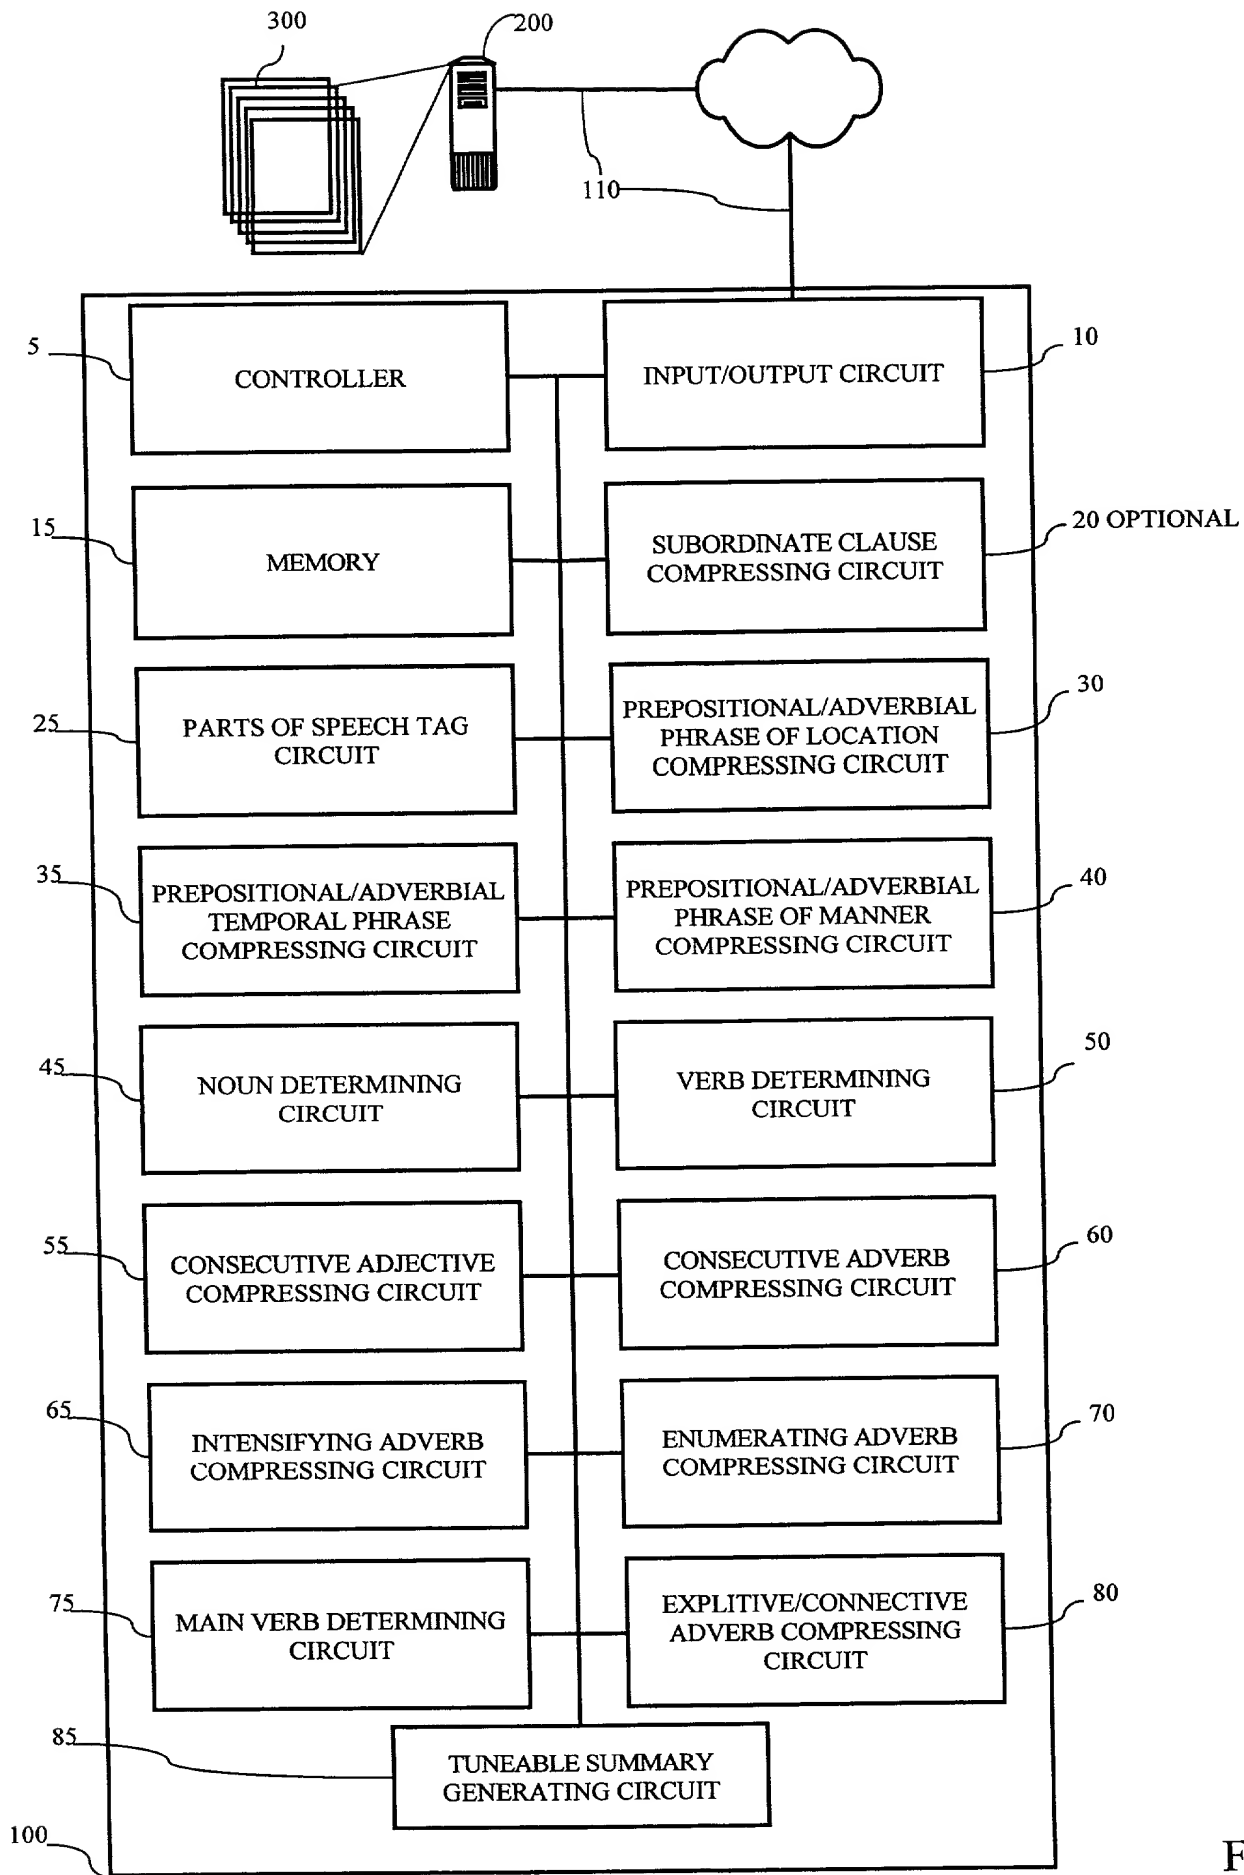 300
200
110
5
CONTROLLER
INPUT/OUTPUT CIRCUIT
10
15
MEMORY
SUBORDINATE CLAUSE
COMPRESSING CIRCUIT
20 OPTIONAL
25
PARTS OF SPEECH TAG
CIRCUIT
PREPOSITIONAL/ADVERBIAL
PHRASE OF LOCATION
COMPRESSING CIRCUIT
30
35
PREPOSITIONAL/ADVERBIAL
TEMPORAL PHRASE
COMPRESSING CIRCUIT
PREPOSITIONAL/ADVERBIAL
PHRASE OF MANNER
COMPRESSING CIRCUIT
40
45
NOUN DETERMINING
CIRCUIT
VERB DETERMINING
CIRCUIT
50
55
CONSECUTIVE ADJECTIVE
COMPRESSING CIRCUIT
CONSECUTIVE ADVERB
COMPRESSING CIRCUIT
60
65
INTENSIFYING ADVERB
COMPRESSING CIRCUIT
ENUMERATING ADVERB
COMPRESSING CIRCUIT
70
75
MAIN VERB DETERMINING
CIRCUIT
EXPLITIVE/CONNECTIVE
ADVERB COMPRESSING
CIRCUIT
80
85
TUNEABLE SUMMARY
GENERATING CIRCUIT
100
F